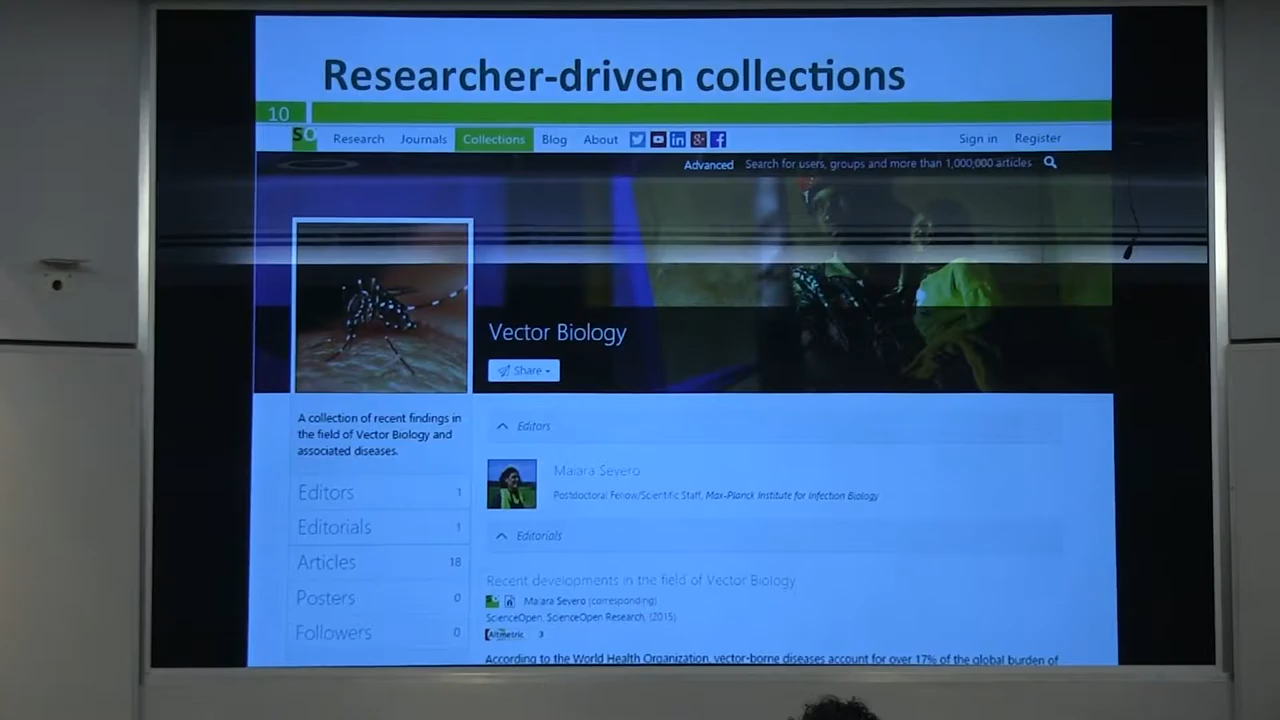 Researcher-driven collections
10
SO Research Journals Collections Blog About Sign in Register
Advanced Search for users, groups and more than 1,000,000 articles
Vector Biology
Share
A collection of recent findings in
the field of Vector Biology and
associated diseases.
Editors 1
Editorials 1
Articles 18
Posters 0
Followers 0
Editors
Maiara Severo
Postdoctoral Fellow/Scientific Staff, Max-Planck Institute for Infection Biology
Editorials
Recent developments in the field of Vector Biology
Maiara Severo (corresponding)
ScienceOpen, ScienceOpen Research, (2015)
Altmetric 3
According to the World Health Organization, vector-borne diseases account for over 17% of the global burden of